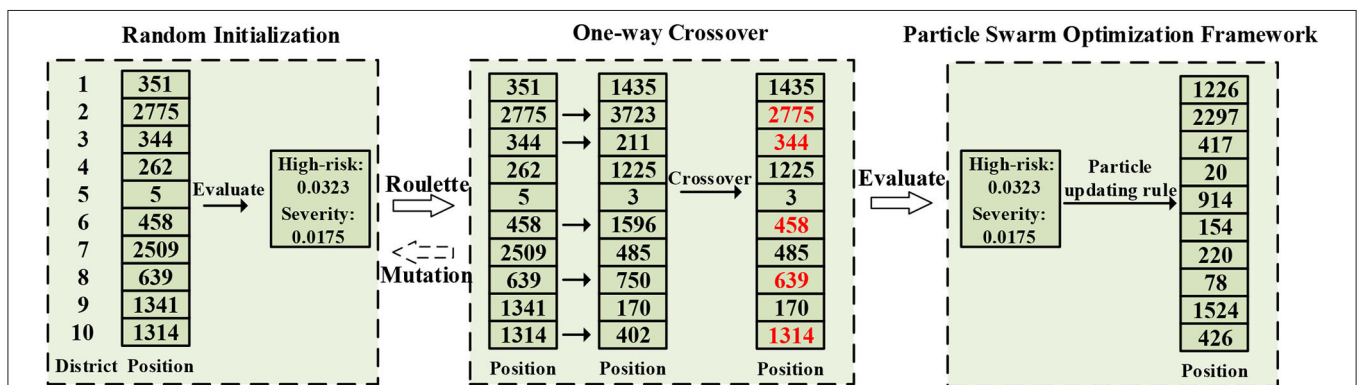 Random Initialization
1 351
2 2775
3 344
4 262
5 5
6 458
7 2509
8 639
9 1341
10 1314
District Position
Evaluate
High-risk:
0.0323
Severity:
0.0175
Roulette
Mutation
One-way Crossover
351 1435 1435
2775 3723 2775
344 211 344
262 1225 1225
5 3 3
458 1596 458
2509 485 485
639 750 639
1341 170 170
1314 402 1314
Crossover
Position Position Position
Evaluate
Particle Swarm Optimization Framework
High-risk:
0.0323
Severity:
0.0175
Particle
updating rule
1226
2297
417
20
914
154
220
78
1524
426
Position